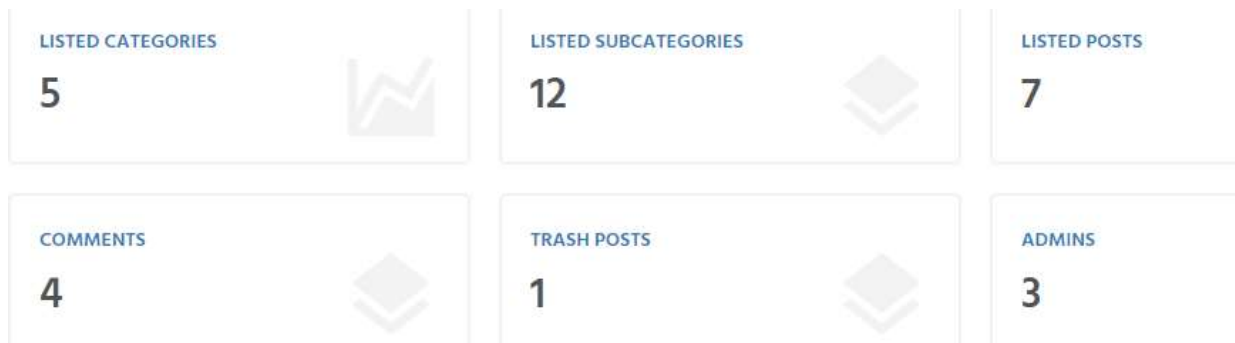 LISTED CATEGORIES
5
LISTED SUBCATEGORIES
12
LISTED POSTS
7
COMMENTS
4
TRASH POSTS
1
ADMINS
3